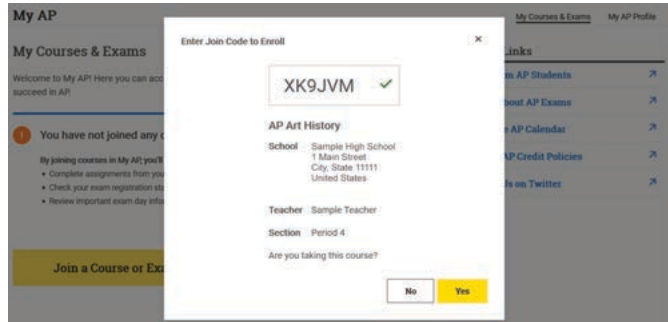 My AP
My Courses & Exams My AP Profile
My Courses & Exams
Welcome to My AP! Here you can acc
succeed in AP.
1 You have not joined any c
By joining courses in My AP, you'll
• Complete assignments from you
• Check your exam registration sta
• Review important exam day infor
Join a Course or Exa
Enter Join Code to Enroll ×
XK9JVM ✓
AP Art History
School Sample High School
1 Main Street
City, State 11111
United States
Teacher Sample Teacher
Section Period 4
Are you taking this course?
No Yes
Links
m AP Students
bout AP Exams
AP Calendar
AP Credit Policies
Us on Twitter